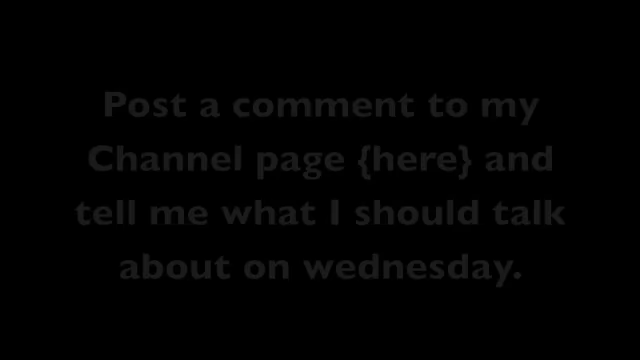 Post a comment to my
Channel page {here} and
tell me what I should talk
about on wednesday.